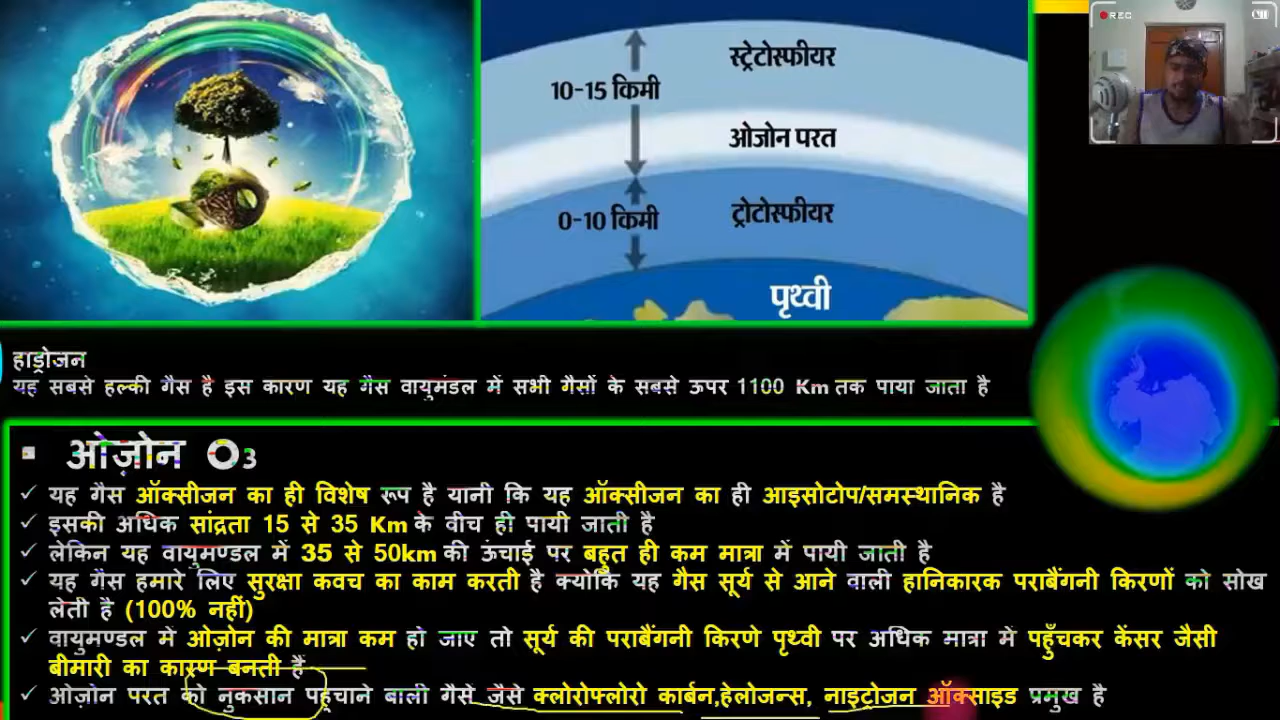 REC
स्ट्रेटोस्फीयर
10-15 किमी
ओजोन परत
0-10 किमी
ट्रोटोस्फीयर
पृथ्वी
हाड्रोजन
यह सबसे हल्की गैस है इस कारण यह गैस वायुमंडल में सभी गैसों के सबसे ऊपर 1100 Km तक पाया जाता है
▪ ओज़ोन O₃
✓ यह गैस ऑक्सीजन का ही विशेष रूप है यानी कि यह ऑक्सीजन का ही आइसोटोप/समस्थानिक है
✓ इसकी अधिक सांद्रता 15 से 35 Km के वीच ही पायी जाती है
✓ लेकिन यह वायुमण्डल में 35 से 50km की ऊंचाई पर बहुत ही कम मात्रा में पायी जाती है
✓ यह गैस हमारे लिए सुरक्षा कवच का काम करती है क्योकि यह गैस सूर्य से आने वाली हानिकारक पराबैंगनी किरणों को सोख
लेती है (100% नहीं)
✓ वायुमण्डल में ओज़ोन की मात्रा कम हो जाए तो सूर्य की पराबैंगनी किरणे पृथ्वी पर अधिक मात्रा में पहुँचकर केंसर जैसी
बीमारी का कारण बनती हैं
✓ ओज़ोन परत को नुकसान पहुचाने बाली गैसें जैसे क्लोरोफ्लोरो कार्बन,हेलोजन्स, नाइट्रोजन ऑक्साइड प्रमुख है